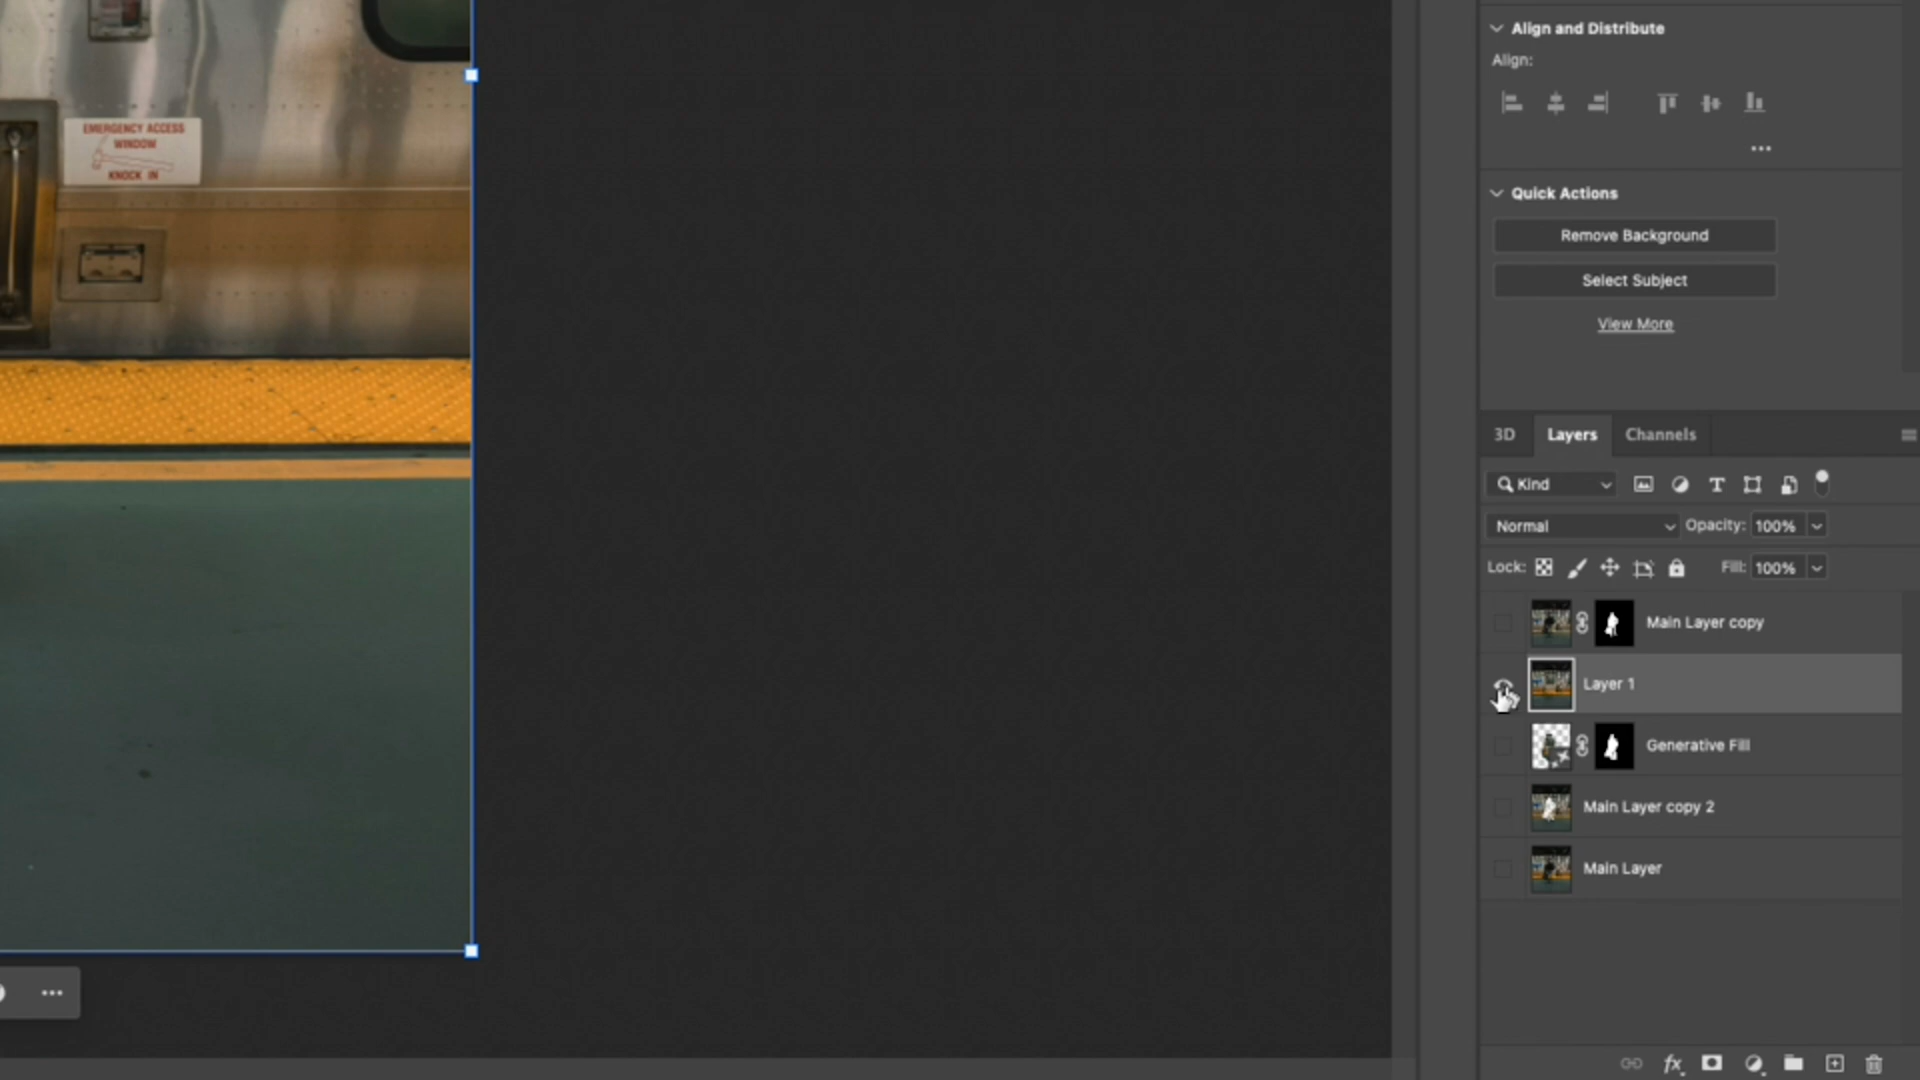 EMERGENCY ACCESS
WINDOW
KNOCK IN
Align and Distribute
Align:
Quick Actions
Remove Background
Select Subject
View More
3D Layers Channels
Kind
Normal Opacity: 100%
Lock: Fill: 100%
Main Layer copy
Layer 1
Generative Fill
Main Layer copy 2
Main Layer
fx